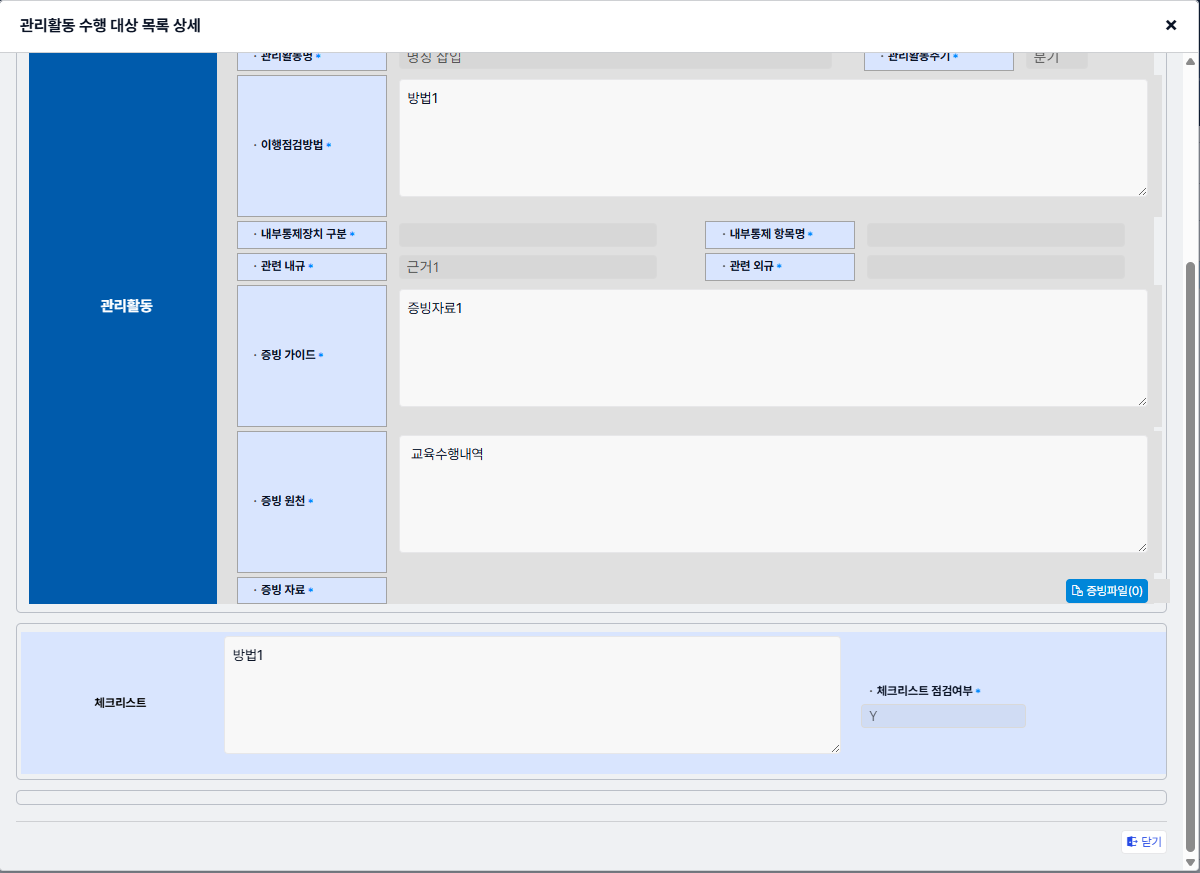 관리활동 수행 대상 목록 상세
· 관리활동명 * 명칭 삽입 · 관리활동주기 * 분기
· 이행점검방법 * 방법1
· 내부통제장치 구분 * · 내부통제 항목명 *
· 관련 내규 * 근거1 · 관련 외규 *
관리활동
· 증빙 가이드 * 증빙자료1
· 증빙 원천 * 교육수행내역
· 증빙 자료 * 증빙파일(0)
체크리스트 방법1 · 체크리스트 점검여부 *
Y
닫기